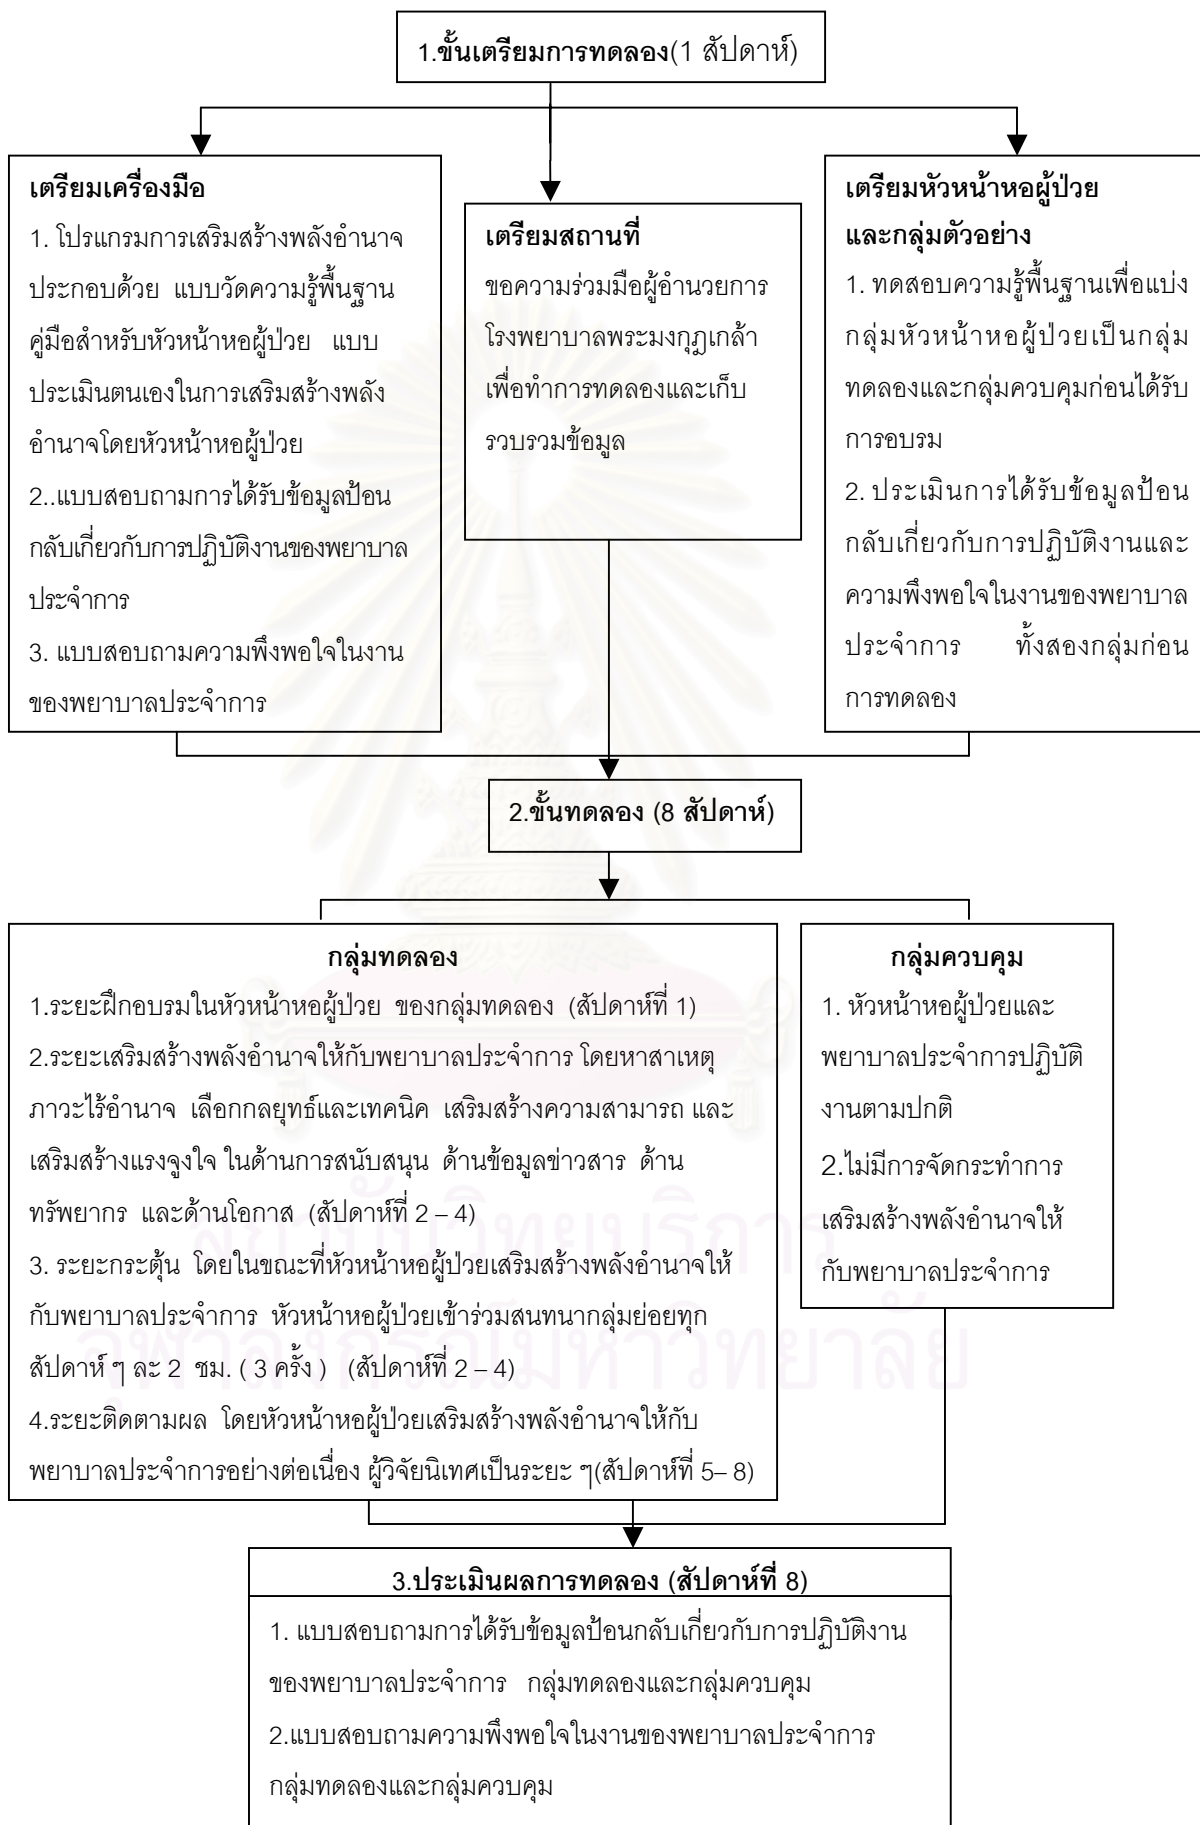 1.ขั้นเตรียมการทดลอง(1 สัปดาห์)
เตรียมเครื่องมือ
1. โปรแกรมการเสริมสร้างพลังอำนาจ
ประกอบด้วย แบบวัดความรู้พื้นฐาน
คู่มือสำหรับหัวหน้าหอผู้ป่วย แบบ
ประเมินตนเองในการเสริมสร้างพลัง
อำนาจโดยหัวหน้าหอผู้ป่วย
2..แบบสอบถามการได้รับข้อมูลป้อน
กลับเกี่ยวกับการปฏิบัติงานของพยาบาล
ประจำการ
3. แบบสอบถามความพึงพอใจในงาน
ของพยาบาลประจำการ
เตรียมสถานที่
ขอความร่วมมือผู้อำนวยการ
โรงพยาบาลพระมงกุฎเกล้า
เพื่อทำการทดลองและเก็บ
รวบรวมข้อมูล
เตรียมหัวหน้าหอผู้ป่วย
และกลุ่มตัวอย่าง
1. ทดสอบความรู้พื้นฐานเพื่อแบ่ง
กลุ่มหัวหน้าหอผู้ป่วยเป็นกลุ่ม
ทดลองและกลุ่มควบคุมก่อนได้รับ
การอบรม
2. ประเมินการได้รับข้อมูลป้อน
กลับเกี่ยวกับการปฏิบัติงานและ
ความพึงพอใจในงานของพยาบาล
ประจำการ ทั้งสองกลุ่มก่อน
การทดลอง
2.ขั้นทดลอง (8 สัปดาห์)
กลุ่มทดลอง
1.ระยะฝึกอบรมในหัวหน้าหอผู้ป่วย ของกลุ่มทดลอง (สัปดาห์ที่ 1)
2.ระยะเสริมสร้างพลังอำนาจให้กับพยาบาลประจำการ โดยหาสาเหตุ
ภาวะไร้อำนาจ เลือกกลยุทธ์และเทคนิค เสริมสร้างความสามารถ และ
เสริมสร้างแรงจูงใจ ในด้านการสนับสนุน ด้านข้อมูลข่าวสาร ด้าน
ทรัพยากร และด้านโอกาส (สัปดาห์ที่ 2 – 4)
3. ระยะกระตุ้น โดยในขณะที่หัวหน้าหอผู้ป่วยเสริมสร้างพลังอำนาจให้
กับพยาบาลประจำการ หัวหน้าหอผู้ป่วยเข้าร่วมสนทนากลุ่มย่อยทุก
สัปดาห์ ๆ ละ 2 ชม. ( 3 ครั้ง ) (สัปดาห์ที่ 2 – 4)
4.ระยะติดตามผล โดยหัวหน้าหอผู้ป่วยเสริมสร้างพลังอำนาจให้กับ
พยาบาลประจำการอย่างต่อเนื่อง ผู้วิจัยนิเทศเป็นระยะ ๆ(สัปดาห์ที่ 5– 8)
กลุ่มควบคุม
1. หัวหน้าหอผู้ป่วยและ
พยาบาลประจำการปฏิบัติ
งานตามปกติ
2.ไม่มีการจัดกระทำการ
เสริมสร้างพลังอำนาจให้
กับพยาบาลประจำการ
สถาบันวิทยบริการ
จุฬาลงกรณ์มหาวิทยาลัย
3.ประเมินผลการทดลอง (สัปดาห์ที่ 8)
1. แบบสอบถามการได้รับข้อมูลป้อนกลับเกี่ยวกับการปฏิบัติงาน
ของพยาบาลประจำการ กลุ่มทดลองและกลุ่มควบคุม
2.แบบสอบถามความพึงพอใจในงานของพยาบาลประจำการ
กลุ่มทดลองและกลุ่มควบคุม